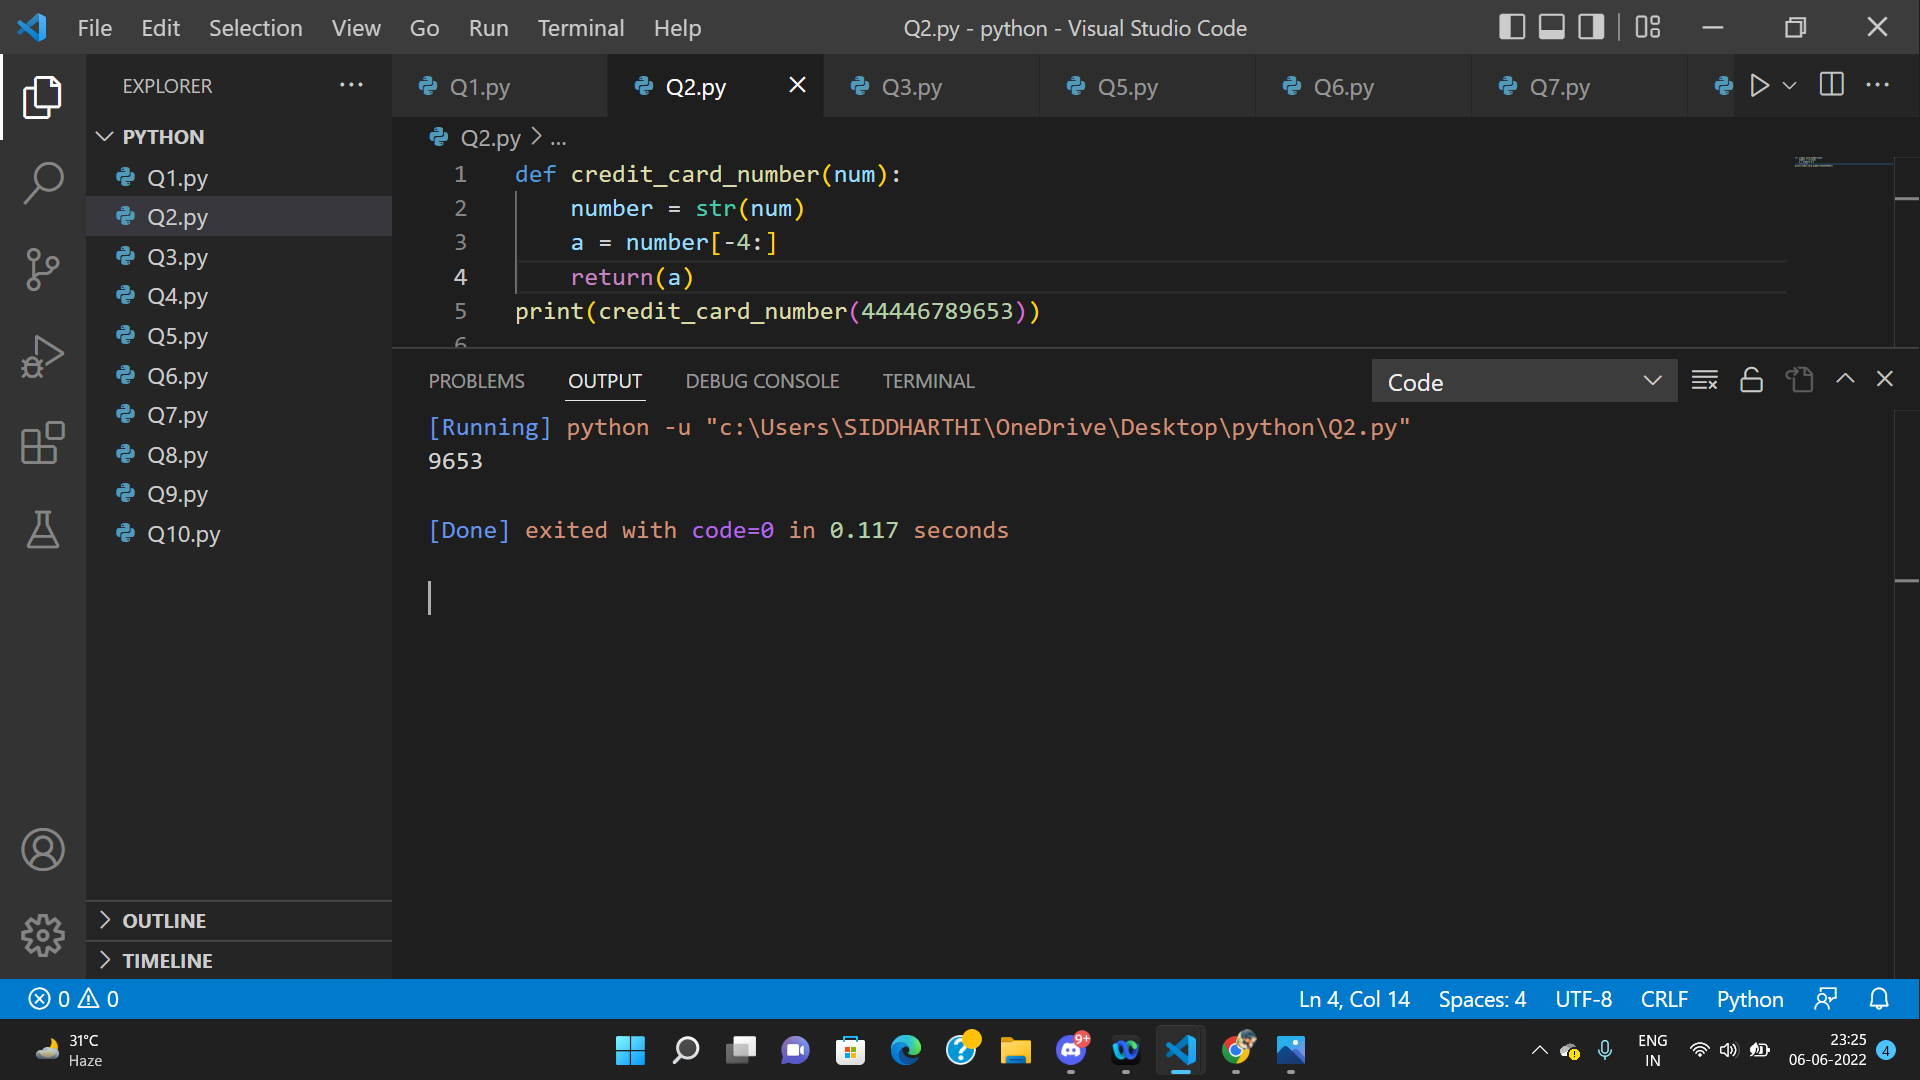 File Edit Selection View Go Run Terminal Help
Q2.py - python - Visual Studio Code
EXPLORER
PYTHON
Q1.py
Q2.py
Q3.py
Q4.py
Q5.py
Q6.py
Q7.py
Q8.py
Q9.py
Q10.py
OUTLINE
TIMELINE
Q1.py Q2.py Q3.py Q5.py Q6.py Q7.py
Q2.py > ...
1 def credit_card_number(num):
2 number = str(num)
3 a = number[-4:]
4 return(a)
5 print(credit_card_number(44446789653))
6
PROBLEMS OUTPUT DEBUG CONSOLE TERMINAL
Code
[Running] python -u "c:\Users\SIDDHARTHI\OneDrive\Desktop\python\Q2.py"
9653
[Done] exited with code=0 in 0.117 seconds
0 0
Ln 4, Col 14 Spaces: 4 UTF-8 CRLF Python
31°C
Haze
9+
ENG
IN
23:25
06-06-2022
4